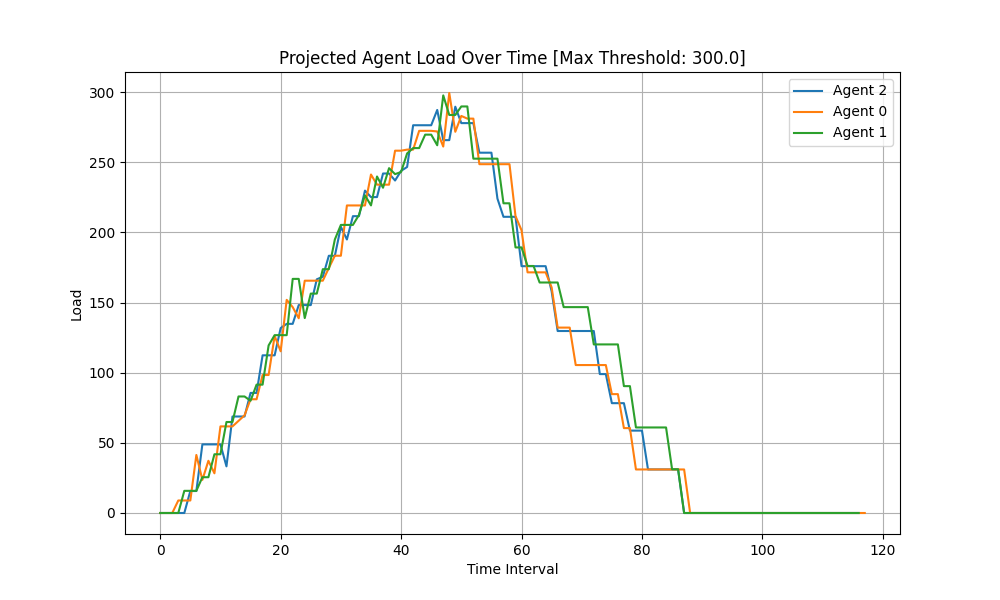 Projected Agent Load Over Time [Max Threshold: 300.0]
Agent 2
Agent 0
Agent 1
Load
300
250
200
150
100
50
0
0 20 40 60 80 100 120
Time Interval